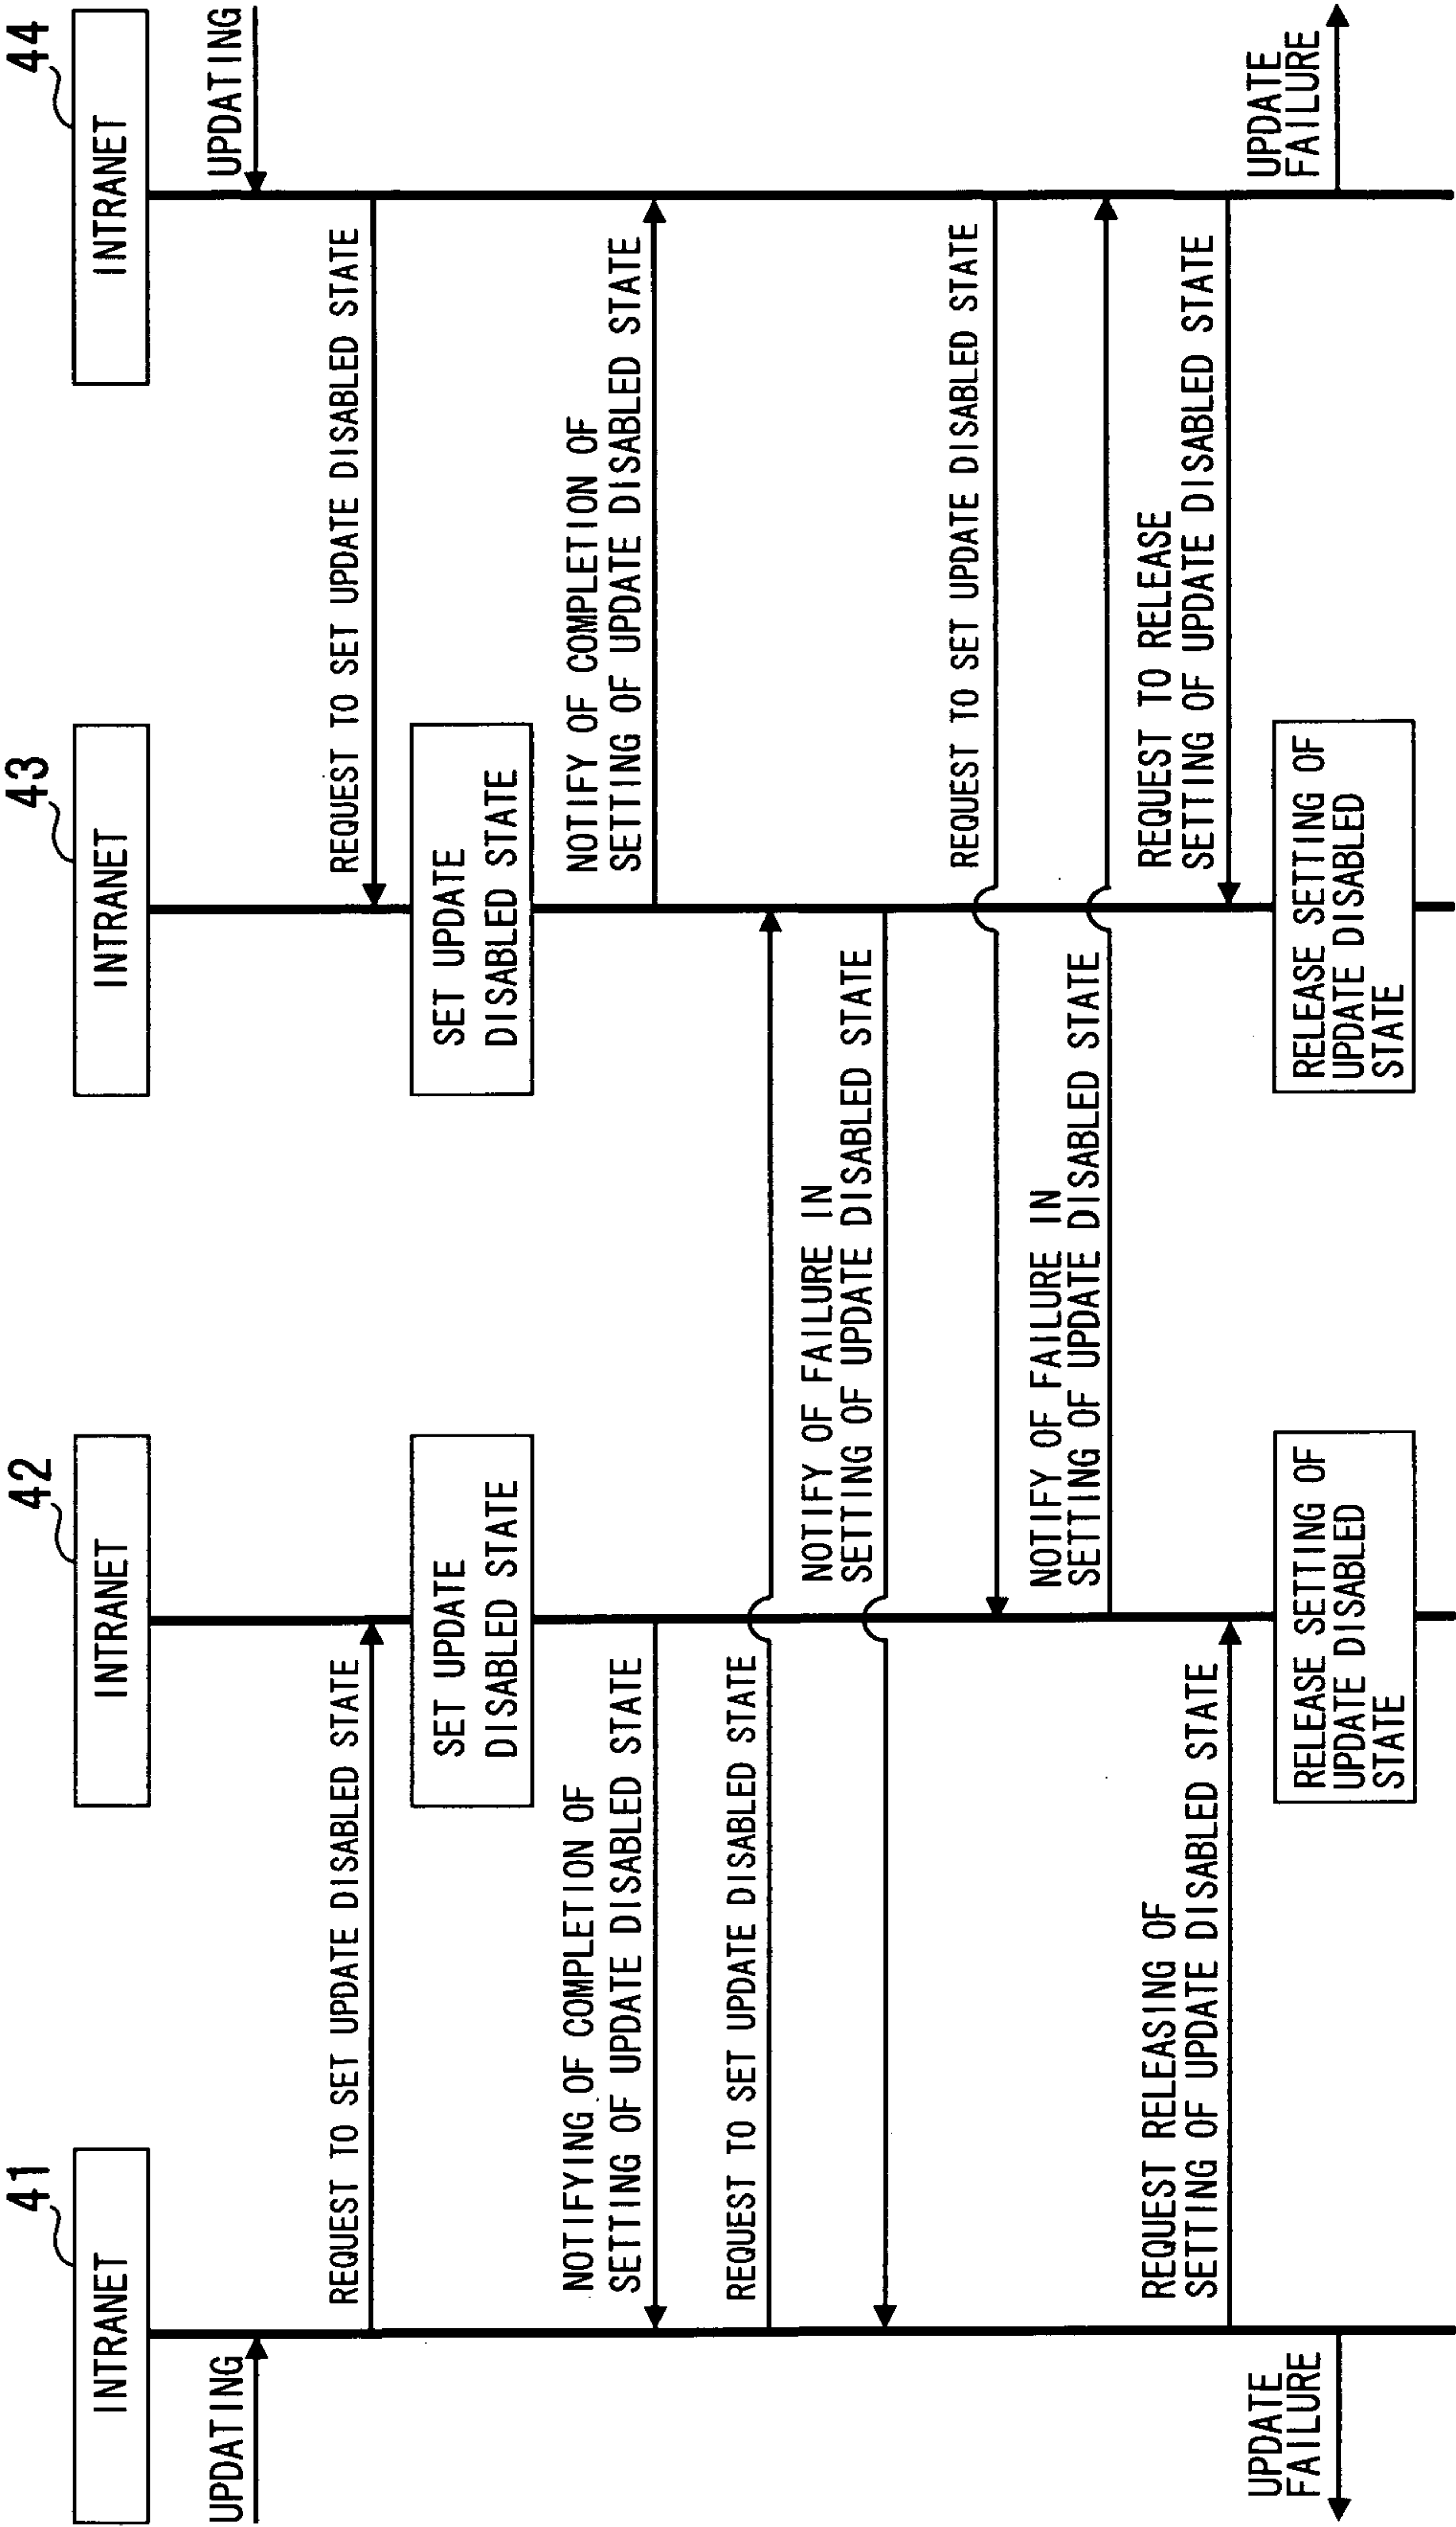 41
42
43
44
INTRANET
INTRANET
INTRANET
INTRANET
UPDATING
UPDATING
REQUEST TO SET UPDATE DISABLED STATE
REQUEST TO SET UPDATE DISABLED STATE
SET UPDATE
DISABLED STATE
SET UPDATE
DISABLED STATE
NOTIFYING OF COMPLETION OF
SETTING OF UPDATE DISABLED STATE
NOTIFY OF COMPLETION OF
SETTING OF UPDATE DISABLED STATE
REQUEST TO SET UPDATE DISABLED STATE
NOTIFY OF FAILURE IN
SETTING OF UPDATE DISABLED STATE
REQUEST TO SET UPDATE DISABLED STATE
NOTIFY OF FAILURE IN
SETTING OF UPDATE DISABLED STATE
REQUEST RELEASING OF
SETTING OF UPDATE DISABLED STATE
REQUEST TO RELEASE
SETTING OF UPDATE DISABLED STATE
UPDATE
FAILURE
RELEASE SETTING OF
UPDATE DISABLED
STATE
RELEASE SETTING OF
UPDATE DISABLED
STATE
UPDATE
FAILURE